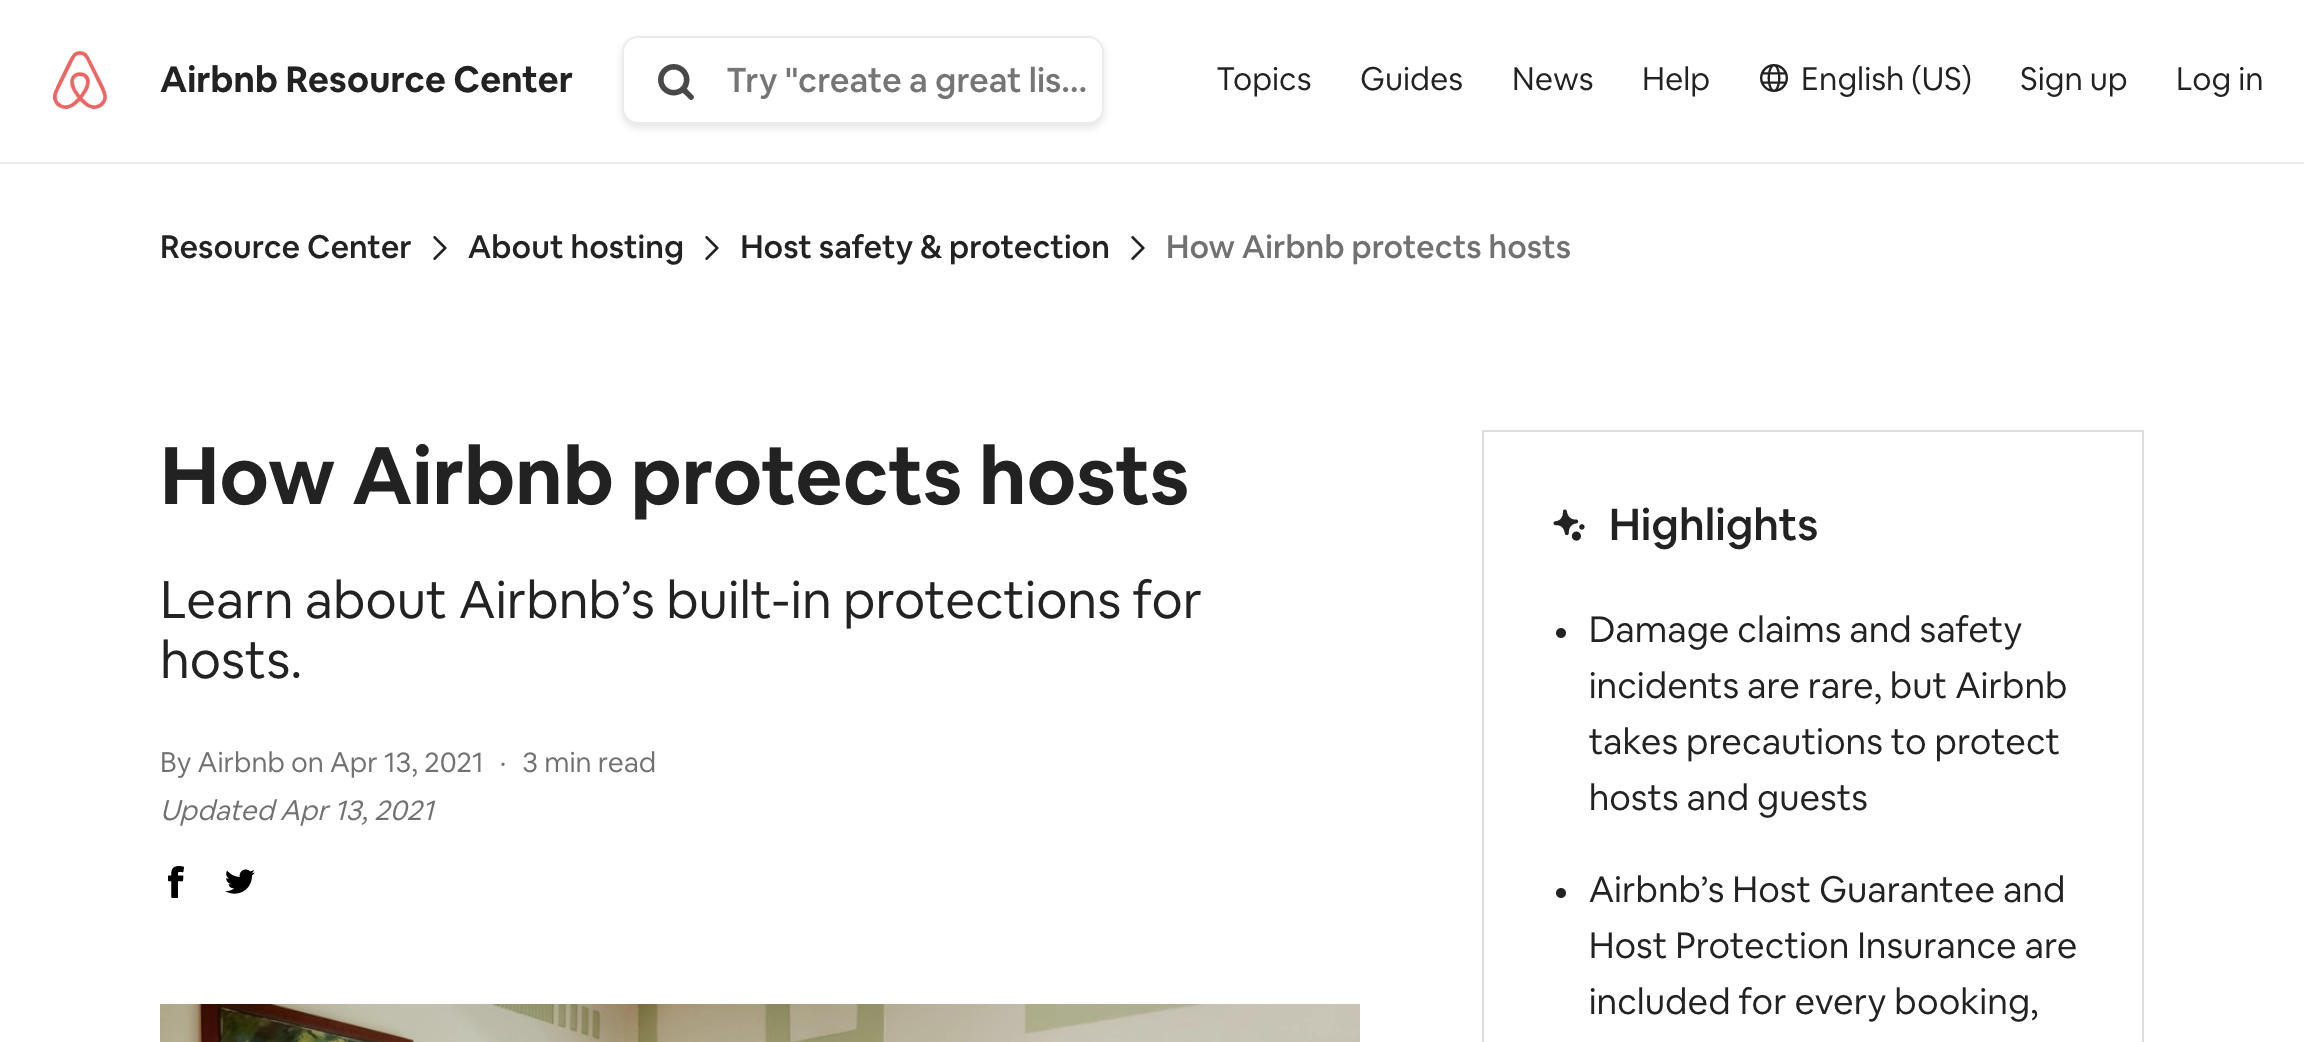 Airbnb Resource Center
Try "create a great lis...
Topics
Guides
News
Help
English (US)
Sign up
Log in
Resource Center > About hosting > Host safety & protection > How Airbnb protects hosts
How Airbnb protects hosts
Learn about Airbnb’s built-in protections for
hosts.
By Airbnb on Apr 13, 2021 · 3 min read
Updated Apr 13, 2021
Highlights
• Damage claims and safety
incidents are rare, but Airbnb
takes precautions to protect
hosts and guests
• Airbnb’s Host Guarantee and
Host Protection Insurance are
included for every booking,